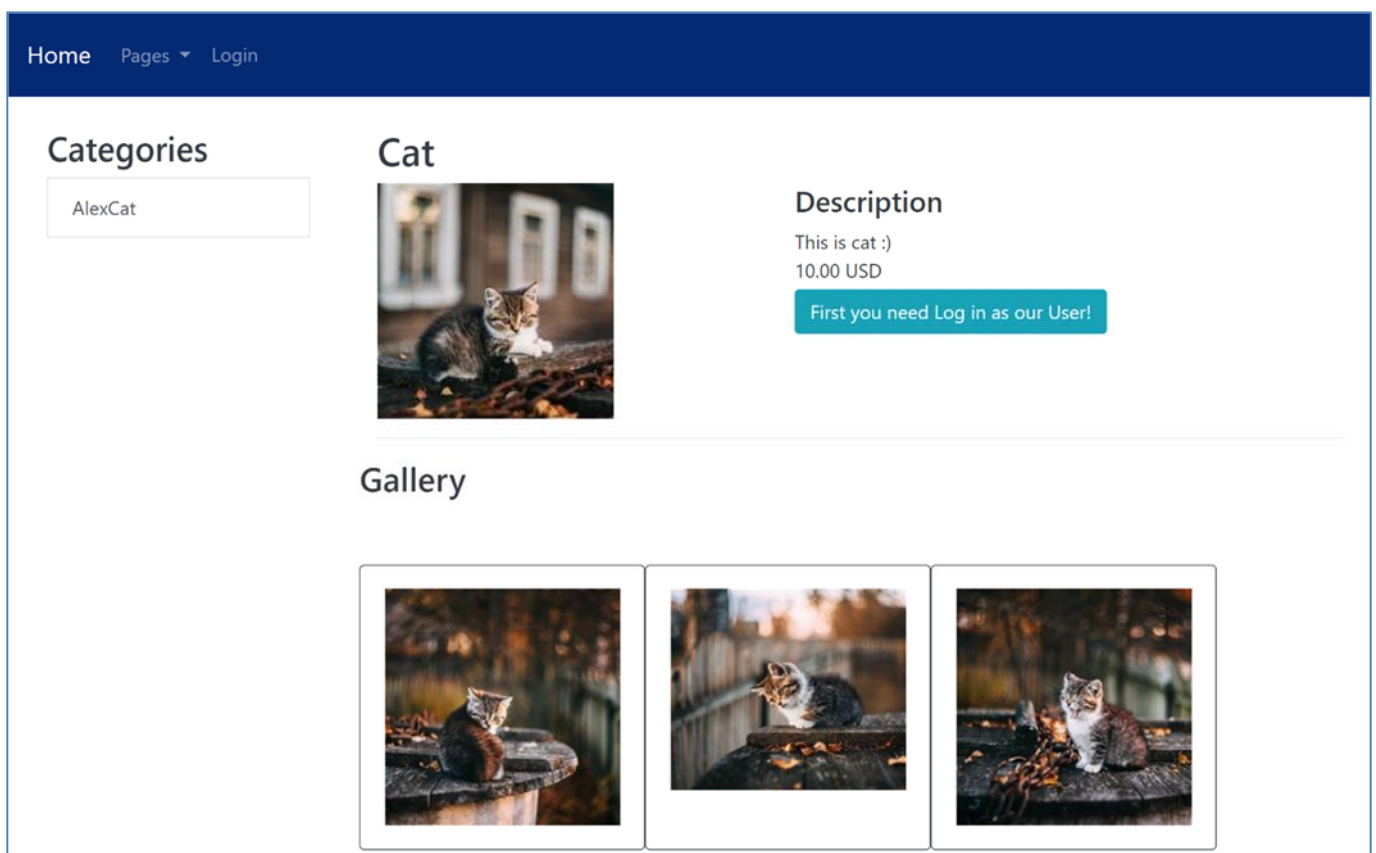 Home Pages Login
Categories
AlexCat
Cat
Description
This is cat :)
10.00 USD
First you need Log in as our User!
Gallery